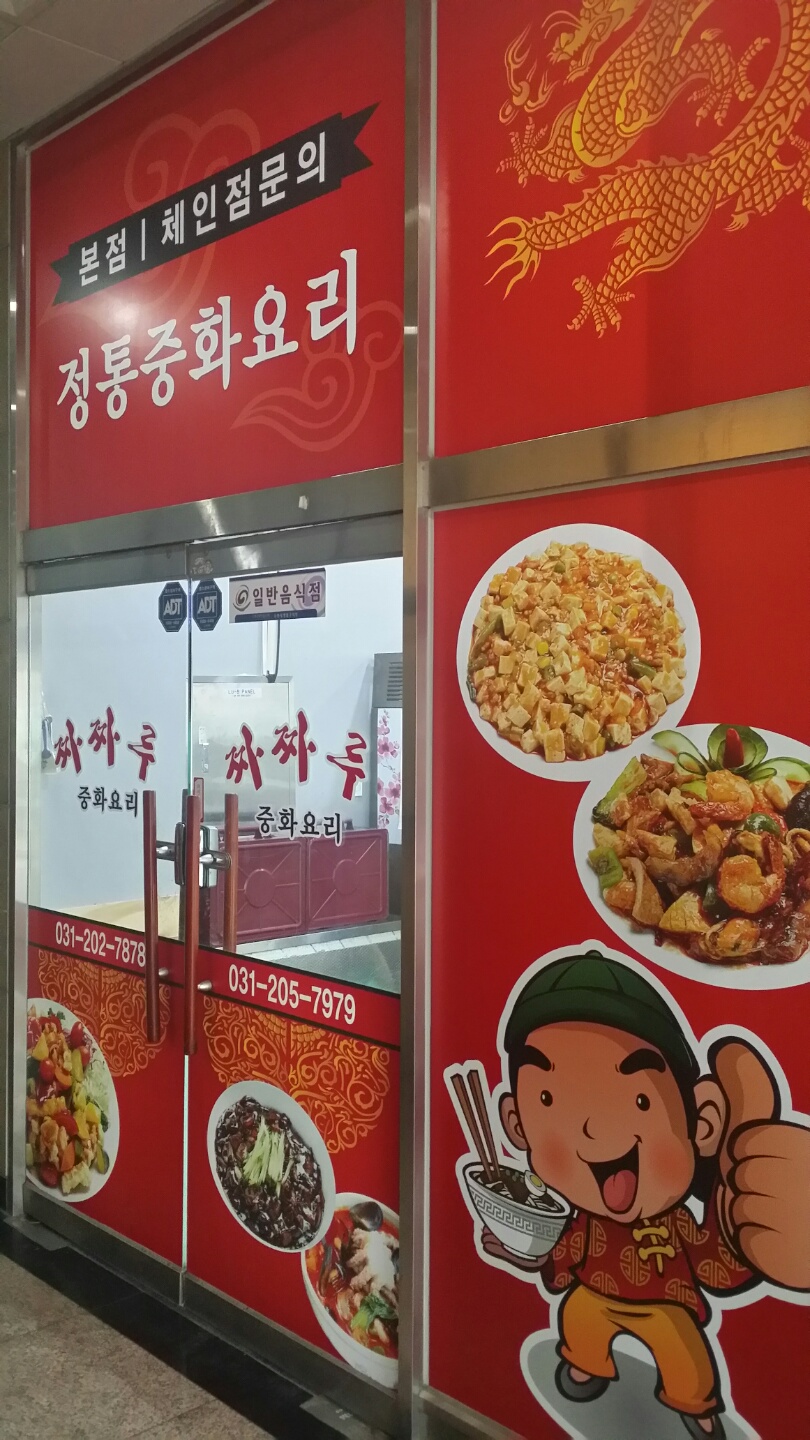 본점 | 체인점문의
정통중화요리
ADT
ADT
일반음식점
짜짜루
중화요리
짜짜루
중화요리
031-202-7878
031-205-7979